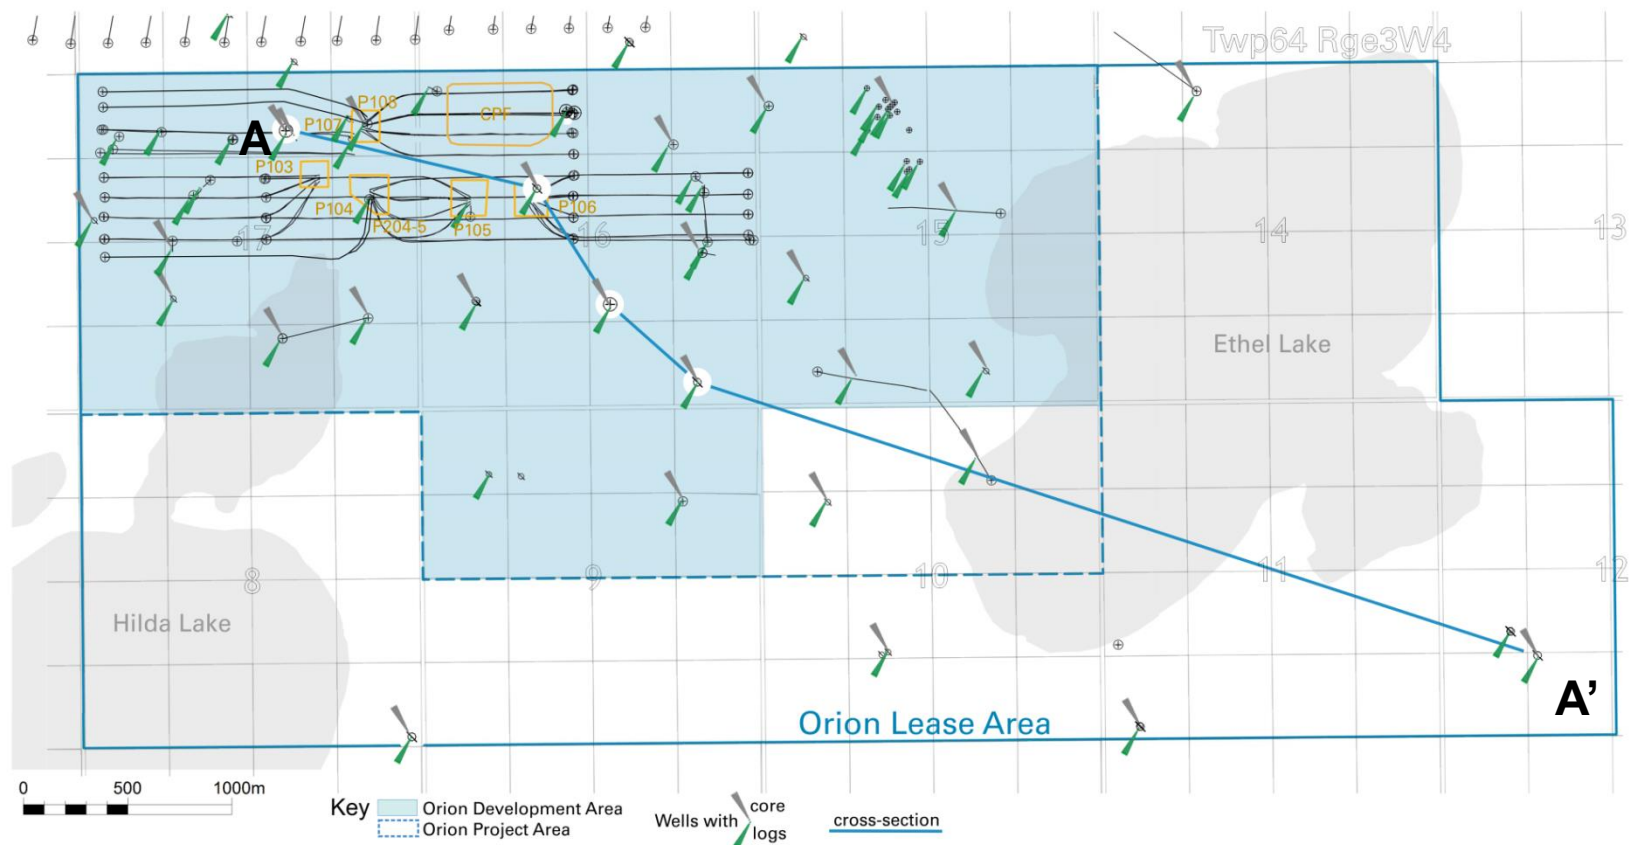 Twp64 Rge3W4
P108
CPF
P107
A
P103
P104
P106
P204-5
P105
17
16
15
14
13
Ethel Lake
8
9
10
11
12
Hilda Lake
A’
Orion Lease Area
0 500 1000m
Key
Orion Development Area
Orion Project Area
Wells with
core
logs
cross-section